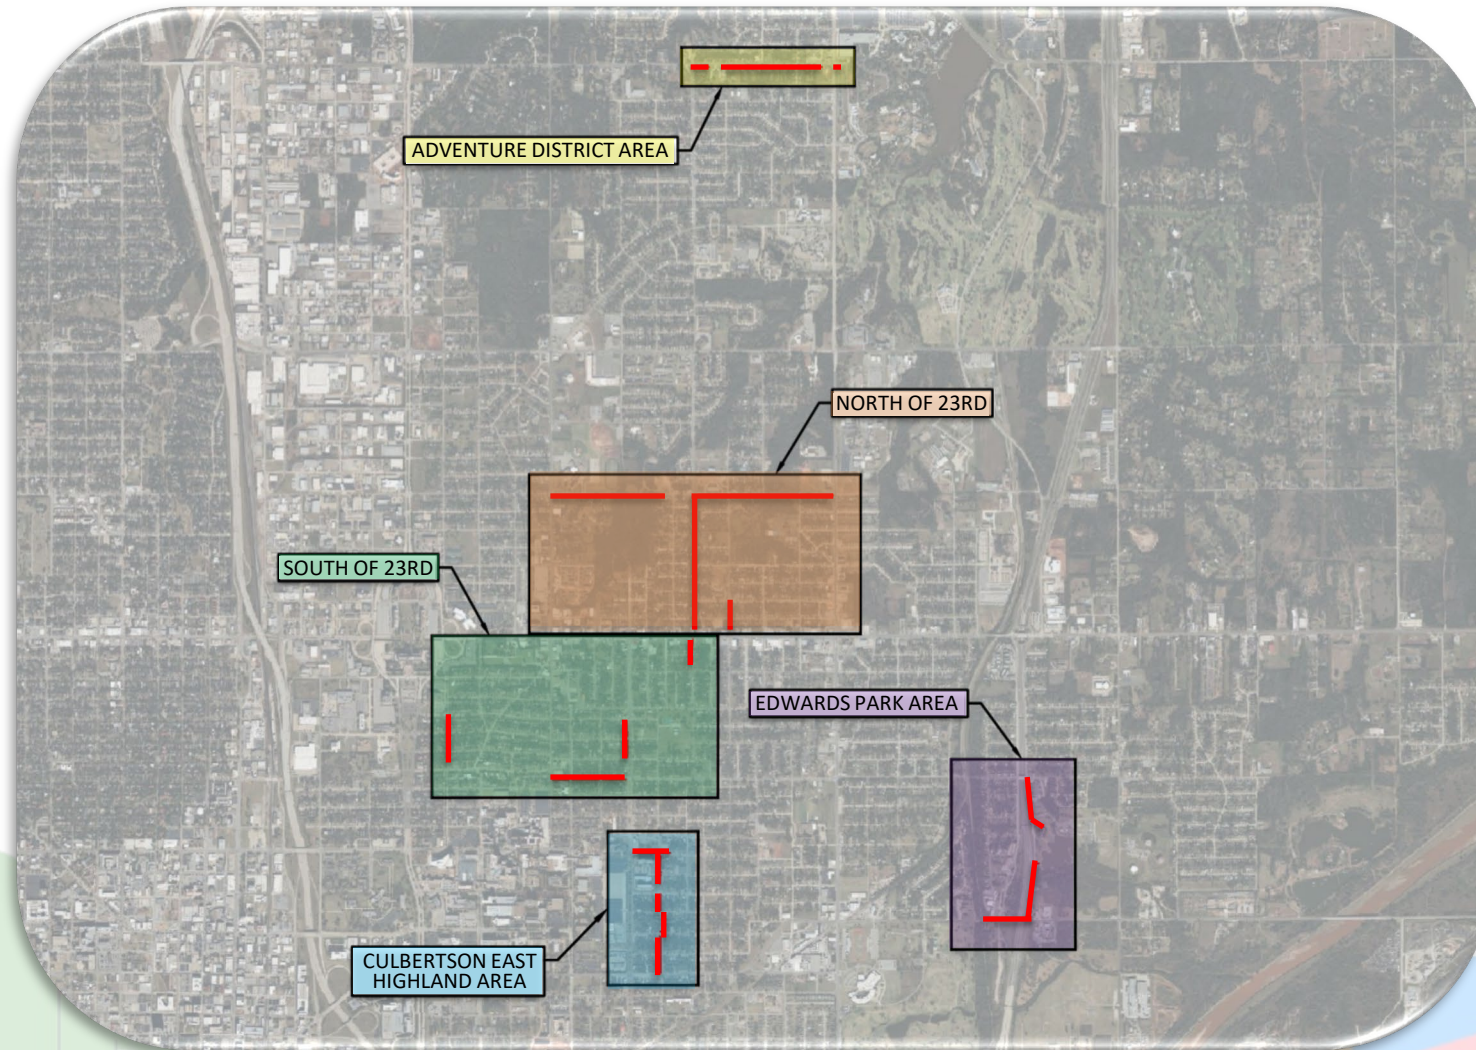 ADVENTURE DISTRICT AREA
NORTH OF 23RD
SOUTH OF 23RD
EDWARDS PARK AREA
CULBERTSON EAST
HIGHLAND AREA